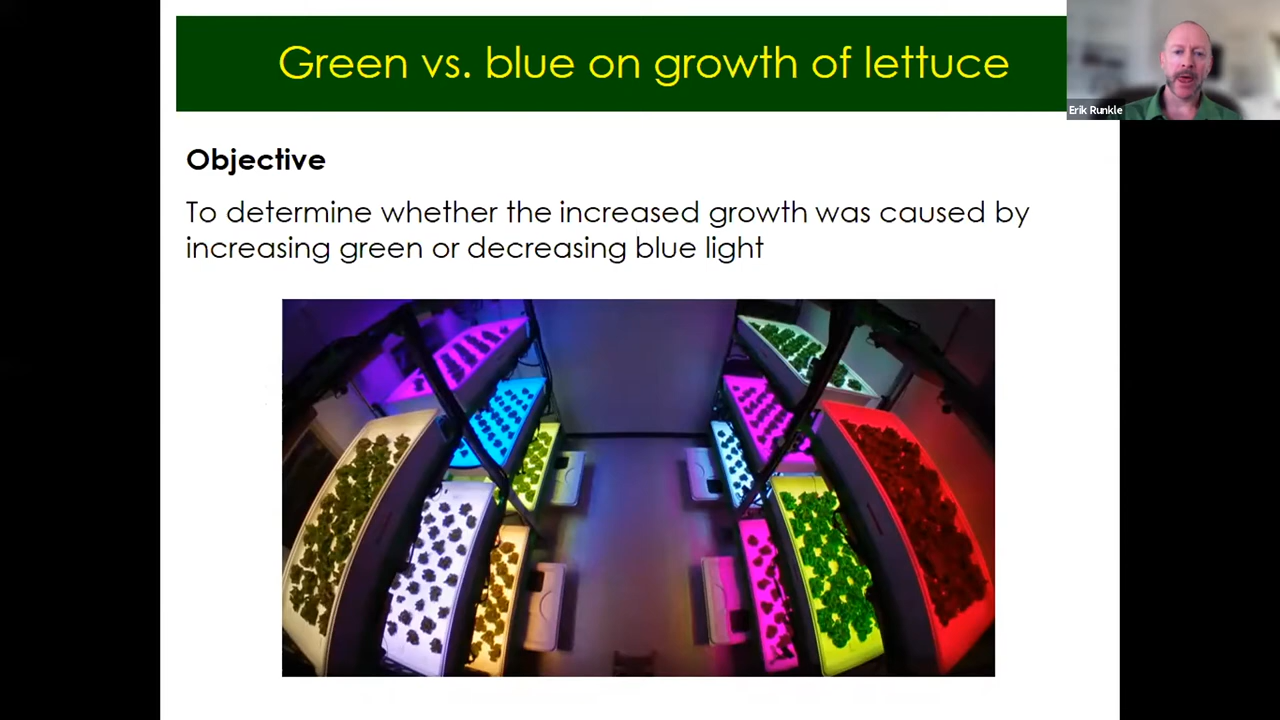 Green vs. blue on growth of lettuce
Erik Runkle
Objective
To determine whether the increased growth was caused by
increasing green or decreasing blue light